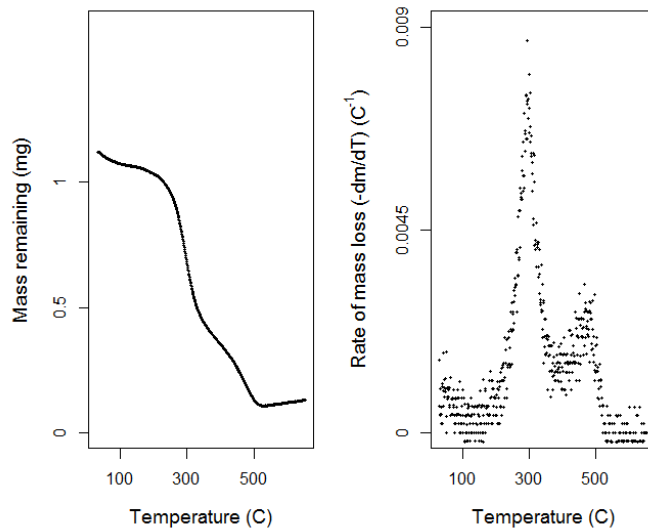 Mass remaining (mg)
1
0.5
0
100 300 500
Temperature (C)
Rate of mass loss (-dm/dT) (C⁻¹)
0.009
0.0045
0
100 300 500
Temperature (C)